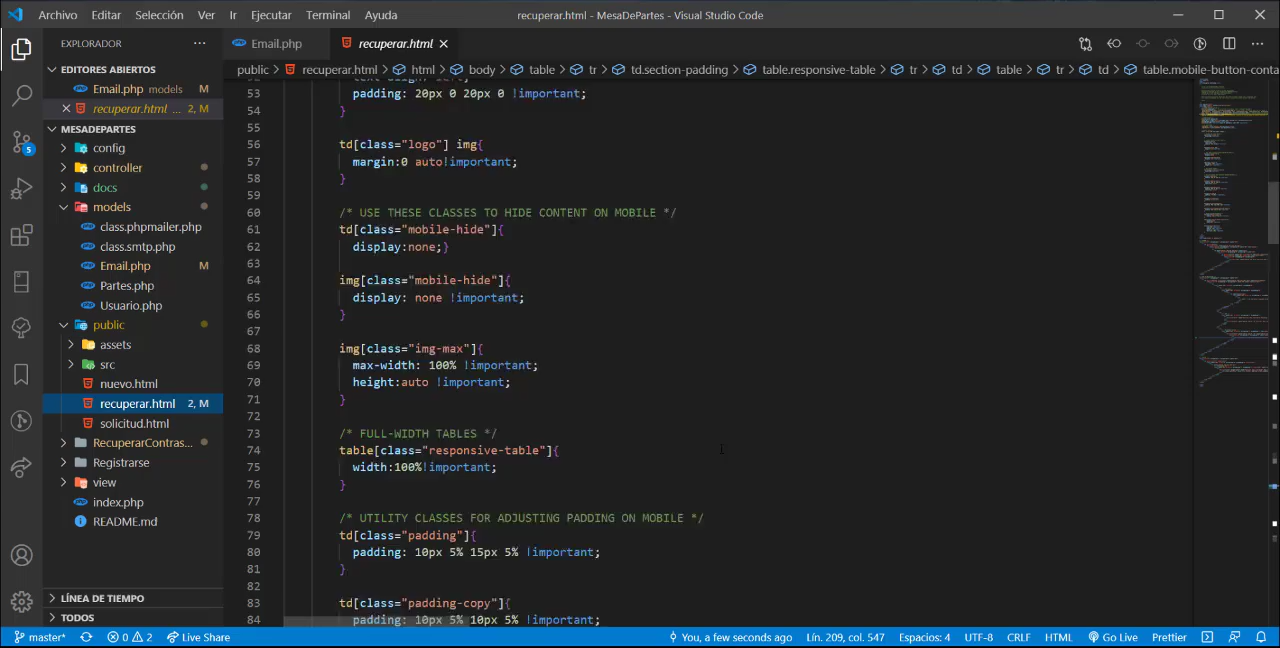 Archivo Editar Selección Ver Ir Ejecutar Terminal Ayuda recuperar.html - MesaDePartes - Visual Studio Code
EXPLORADOR ···
Email.php recuperar.html
EDITORES ABIERTOS
Email.php models M
recuperar.html ... 2, M
MESADEPARTES
config
controller
docs
models
class.phpmailer.php
class.smtp.php
Email.php M
Partes.php
Usuario.php
public
assets
src
nuevo.html
recuperar.html 2, M
solicitud.html
RecuperarContras...
Registrarse
view
index.php
README.md
LÍNEA DE TIEMPO
TODOS
5
public > recuperar.html > html > body > table > tr > td.section-padding > table.responsive-table > tr > td > table > tr > td > table.mobile-button-conta
53 padding: 20px 0 20px 0 !important;
54 }
55
56 td[class="logo"] img{
57 margin:0 auto!important;
58 }
59
60 /* USE THESE CLASSES TO HIDE CONTENT ON MOBILE */
61 td[class="mobile-hide"]{
62 display:none;}
63
64 img[class="mobile-hide"]{
65 display: none !important;
66 }
67
68 img[class="img-max"]{
69 max-width: 100% !important;
70 height:auto !important;
71 }
72
73 /* FULL-WIDTH TABLES */
74 table[class="responsive-table"]{
75 width:100%!important;
76 }
77
78 /* UTILITY CLASSES FOR ADJUSTING PADDING ON MOBILE */
79 td[class="padding"]{
80 padding: 10px 5% 15px 5% !important;
81 }
82
83 td[class="padding-copy"]{
84 padding: 10px 5% 10px 5% !important;
master* 0 2 Live Share You, a few seconds ago Lín. 209, col. 547 Espacios: 4 UTF-8 CRLF HTML Go Live Prettier